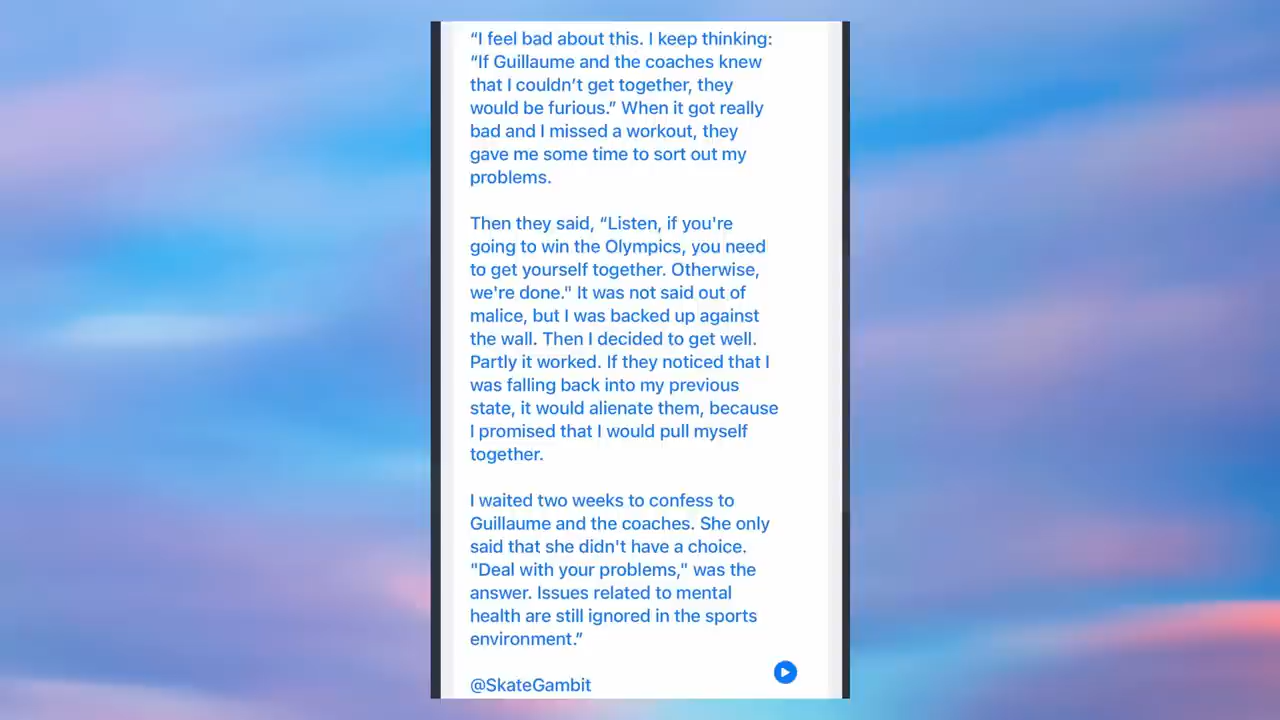 “I feel bad about this. I keep thinking:
“If Guillaume and the coaches knew
that I couldn’t get together, they
would be furious.” When it got really
bad and I missed a workout, they
gave me some time to sort out my
problems.
Then they said, “Listen, if you're
going to win the Olympics, you need
to get yourself together. Otherwise,
we're done." It was not said out of
malice, but I was backed up against
the wall. Then I decided to get well.
Partly it worked. If they noticed that I
was falling back into my previous
state, it would alienate them, because
I promised that I would pull myself
together.
I waited two weeks to confess to
Guillaume and the coaches. She only
said that she didn't have a choice.
"Deal with your problems," was the
answer. Issues related to mental
health are still ignored in the sports
environment.”
@SkateGambit